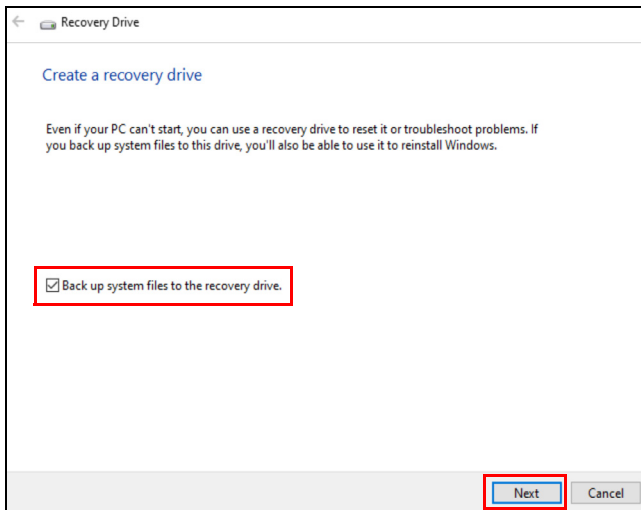 Recovery Drive
Create a recovery drive
Even if your PC can't start, you can use a recovery drive to reset it or troubleshoot problems. If
you back up system files to this drive, you'll also be able to use it to reinstall Windows.
Back up system files to the recovery drive.
Next Cancel